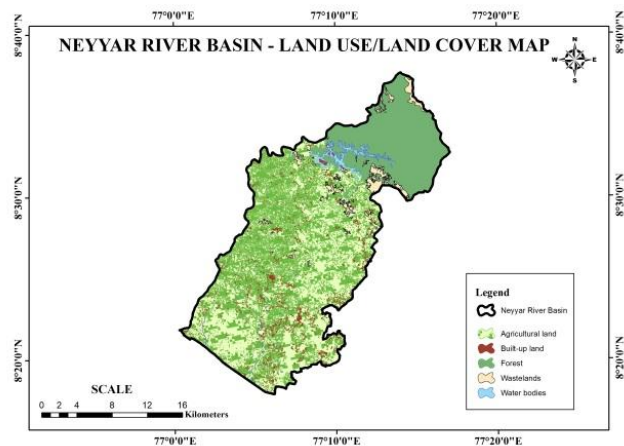 77°0'0"E 77°10'0"E 77°20'0"E
NEYYAR RIVER BASIN - LAND USE/LAND COVER MAP
N
W E
S
8°40'0"N 8°40'0"N
8°30'0"N 8°30'0"N
8°20'0"N 8°20'0"N
Legend
Neyyar River Basin
Agricultural land
Built-up land
Forest
Wastelands
Water bodies
SCALE
0 2 4 8 12 16
Kilometers
77°0'0"E 77°10'0"E 77°20'0"E